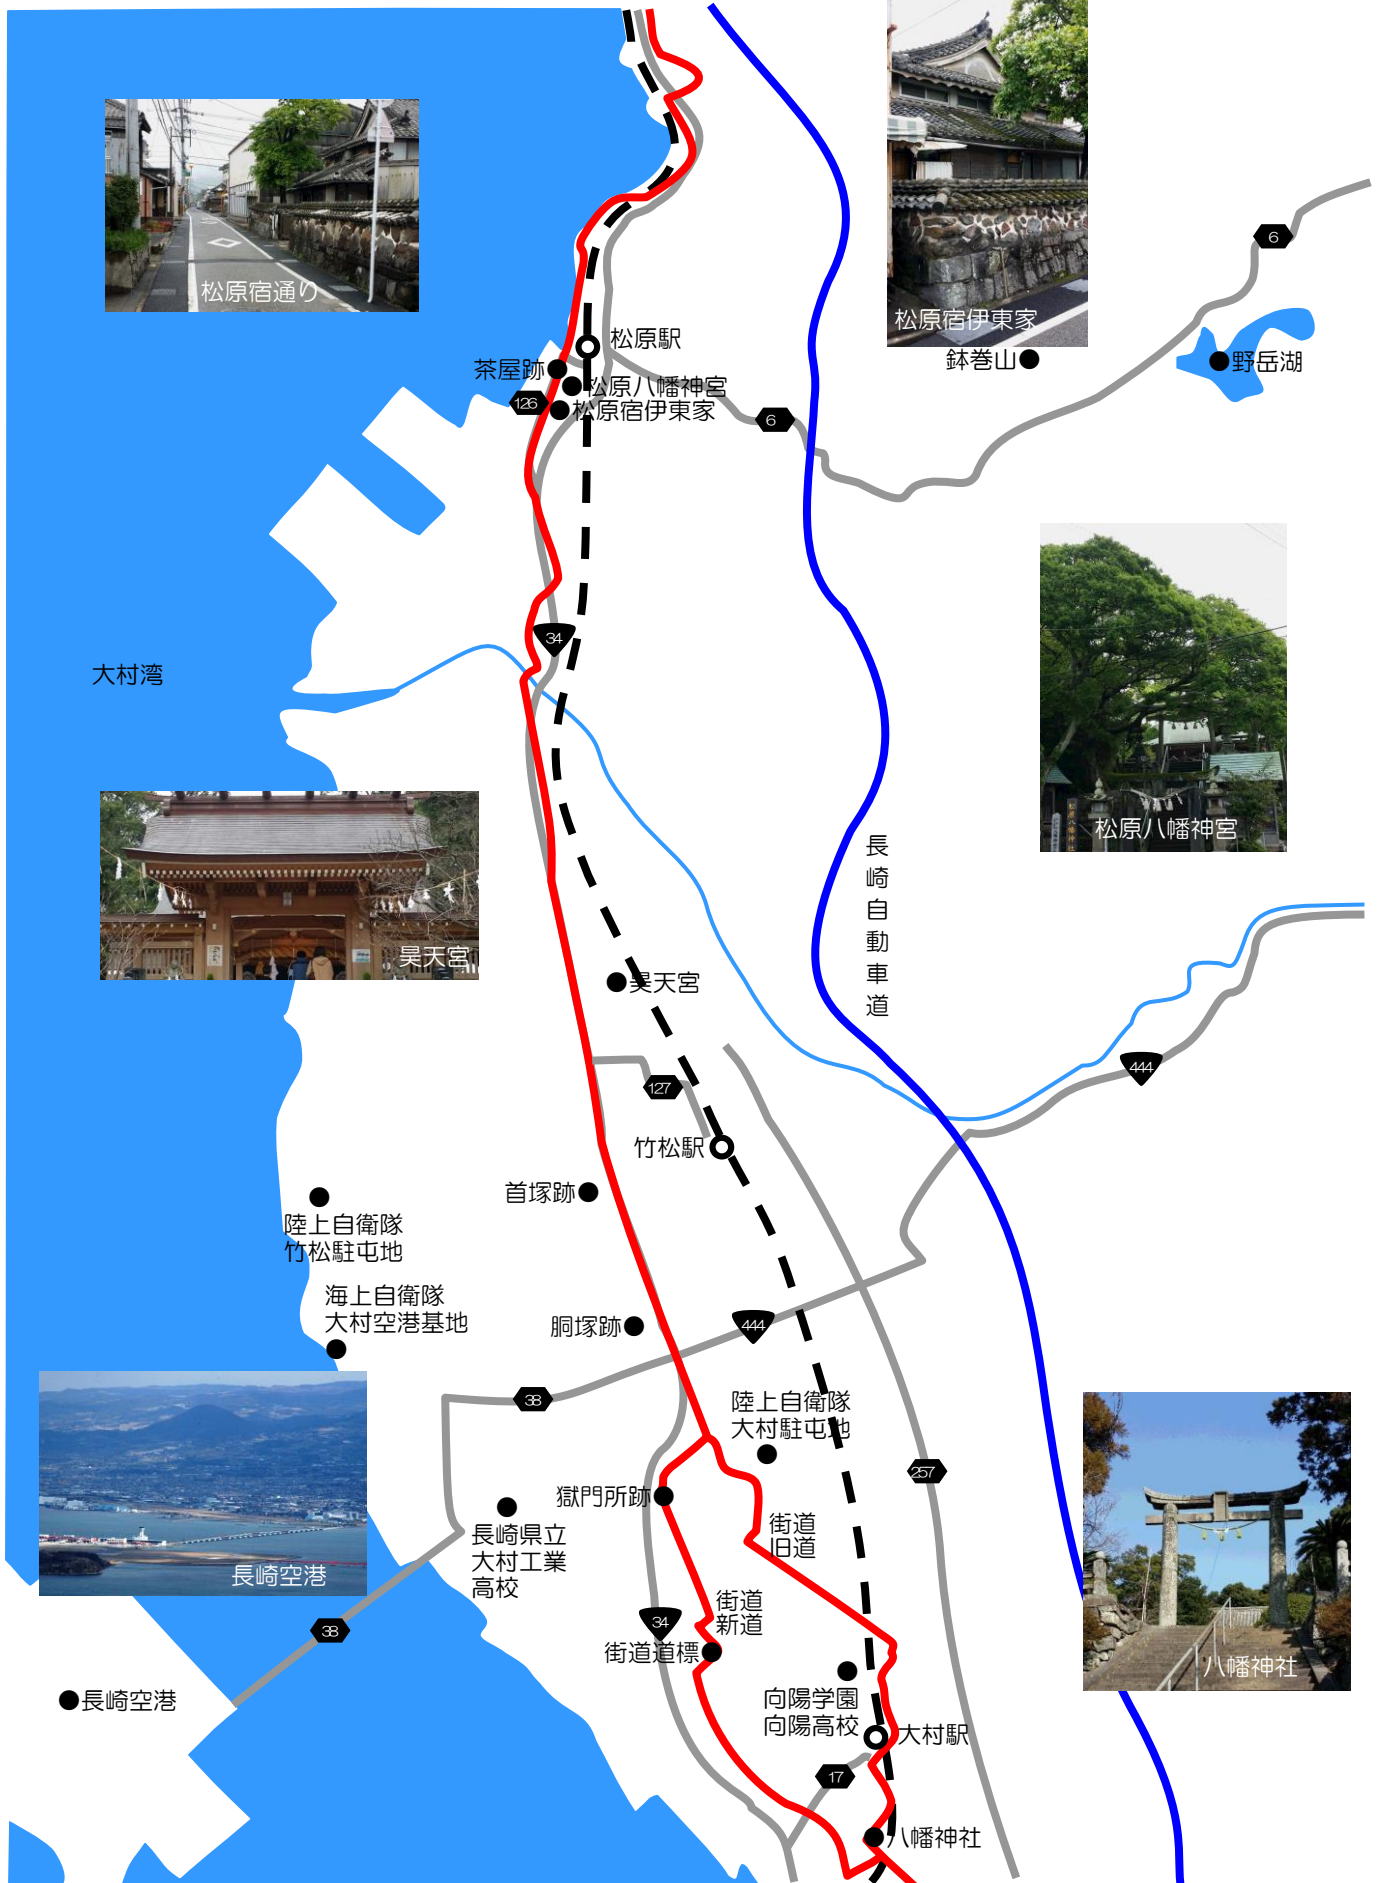 松原宿通り
松原宿伊東家
6
松原駅
鉢巻山
野岳湖
茶屋跡
松原八幡神宮
126
松原宿伊東家
6
34
大村湾
松原八幡神宮
長崎自動車道
昊天宮
昊天宮
444
127
竹松駅
首塚跡
陸上自衛隊
竹松駐屯地
海上自衛隊
大村空港基地
胴塚跡
444
38
陸上自衛隊
大村駐屯地
257
獄門所跡
長崎県立
大村工業
高校
街道
旧道
長崎空港
街道
新道
34
38
街道道標
八幡神社
長崎空港
向陽学園
向陽高校
大村駅
17
八幡神社